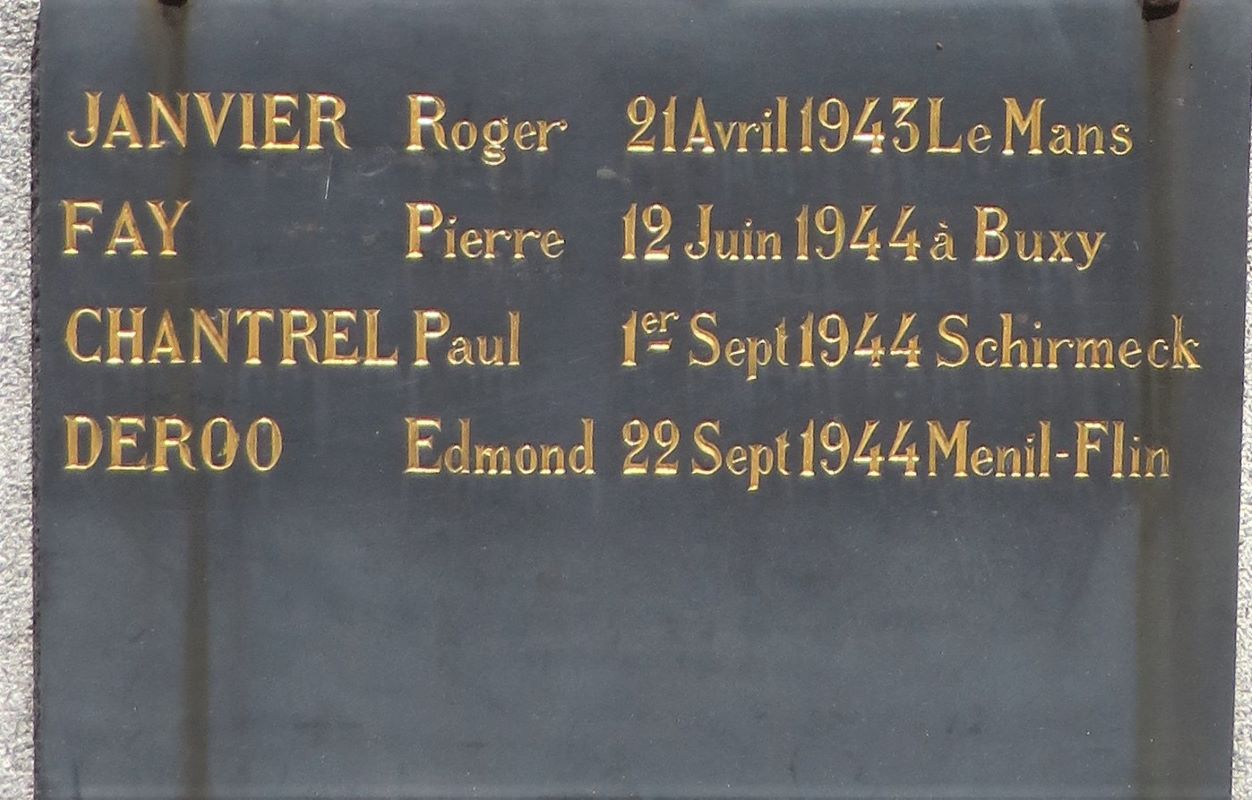 JANVIER Roger 21 Avril 1943 Le Mans
FAY Pierre 12 Juin 1944 à Buxy
CHANTREL Paul 1er Sept 1944 Schirmeck
DEROO Edmond 22 Sept 1944 Menil-Flin